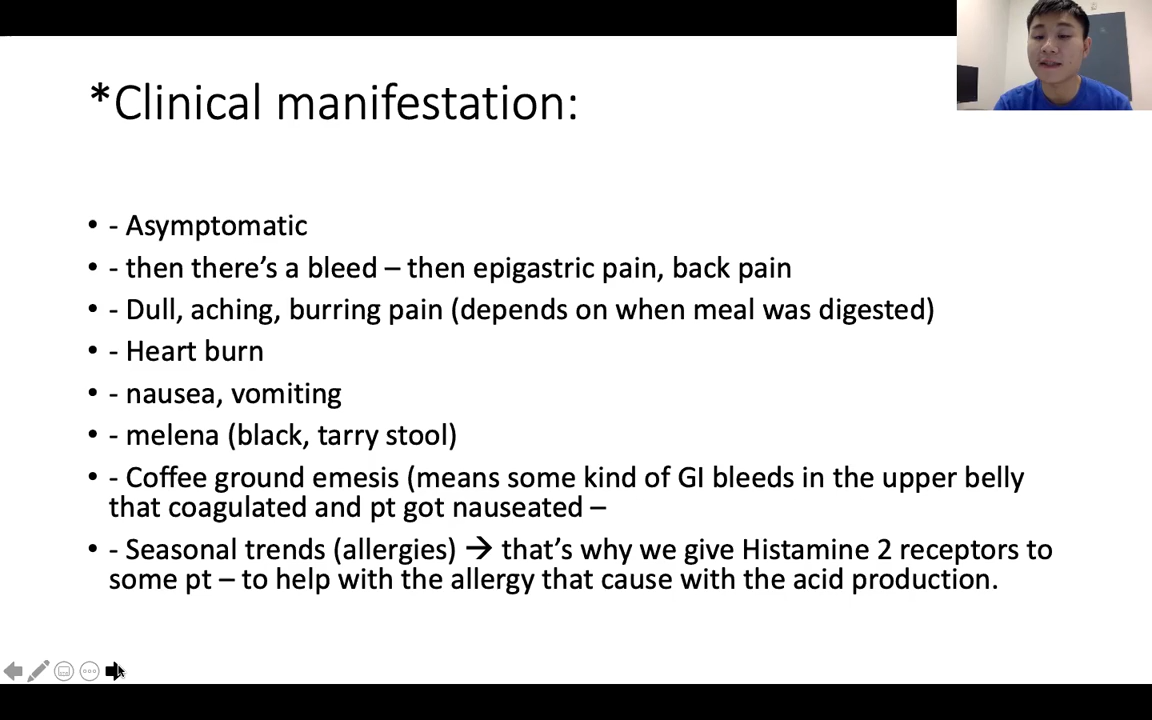 *Clinical manifestation:
• - Asymptomatic
• - then there’s a bleed – then epigastric pain, back pain
• - Dull, aching, burring pain (depends on when meal was digested)
• - Heart burn
• - nausea, vomiting
• - melena (black, tarry stool)
• - Coffee ground emesis (means some kind of GI bleeds in the upper belly
that coagulated and pt got nauseated –
• - Seasonal trends (allergies) → that’s why we give Histamine 2 receptors to
some pt – to help with the allergy that cause with the acid production.